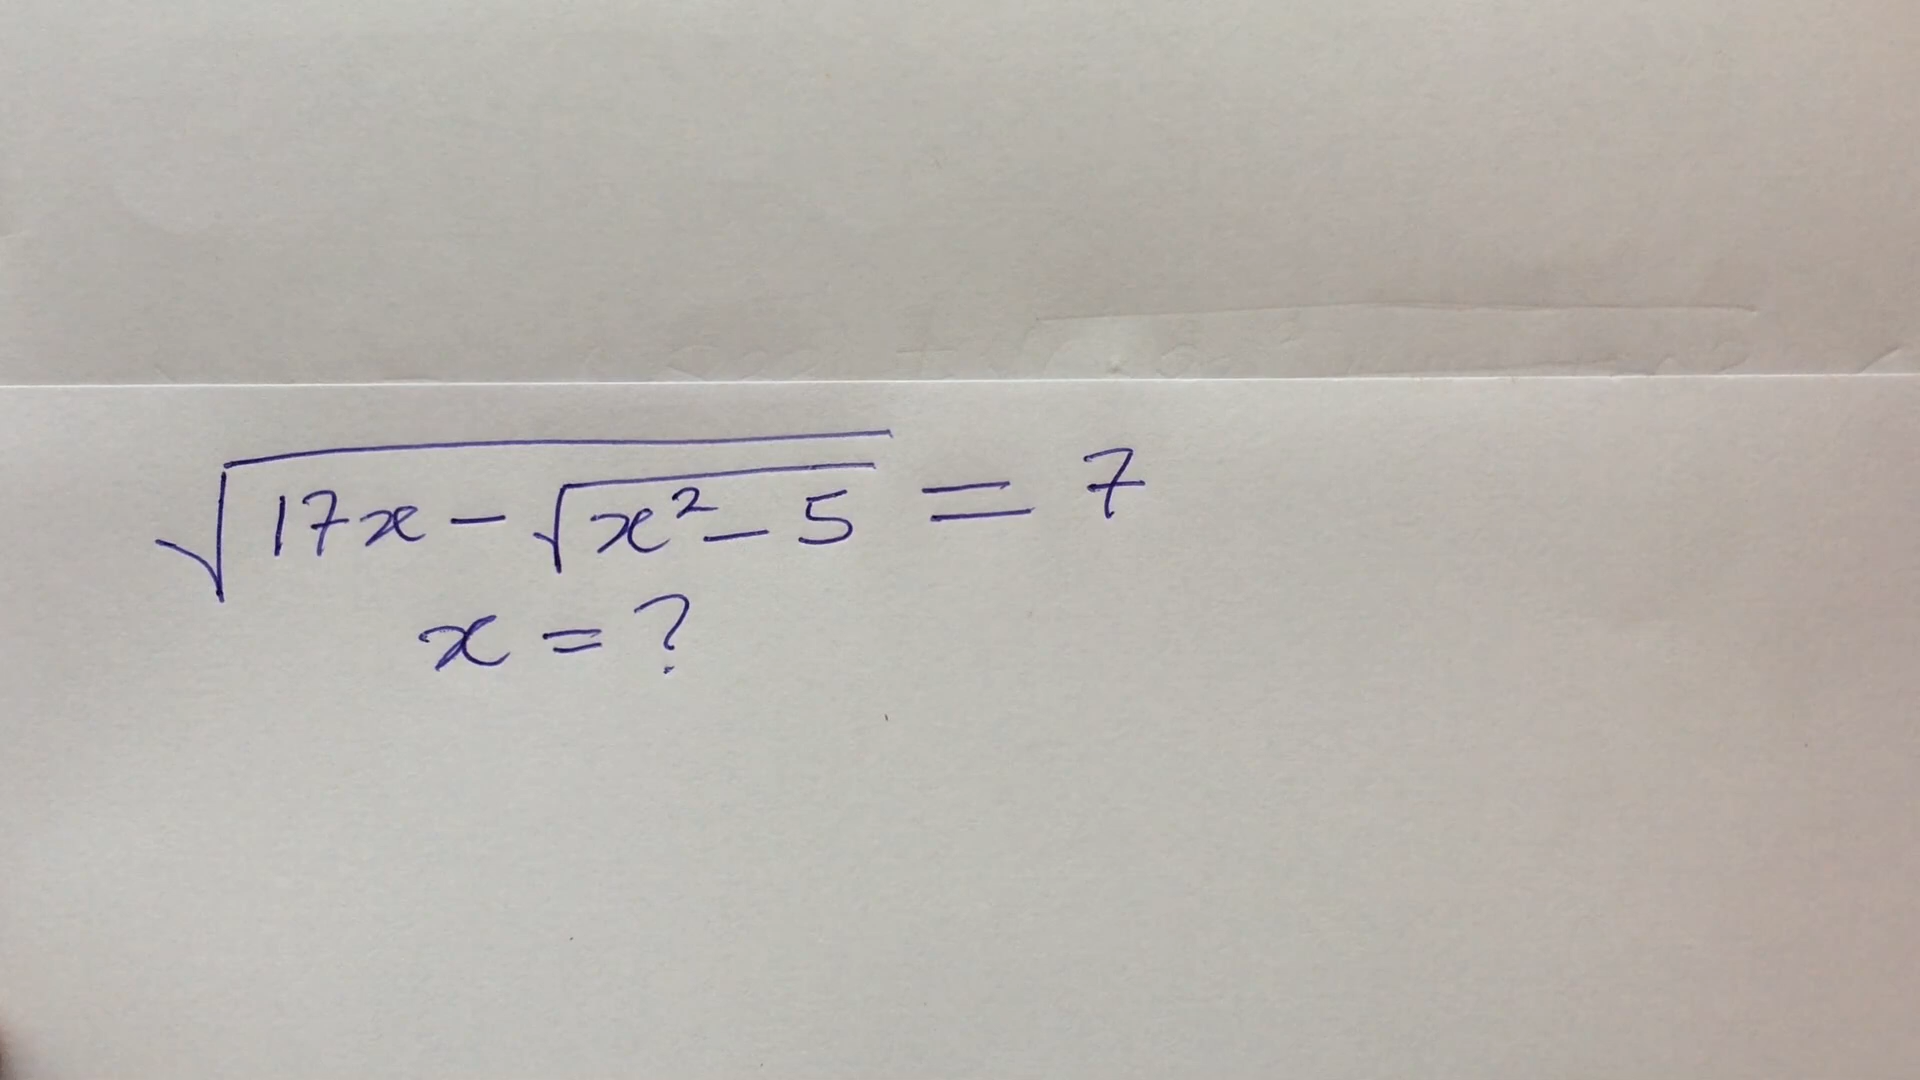 √(17x − √(x² − 5)) = 7
x = ?